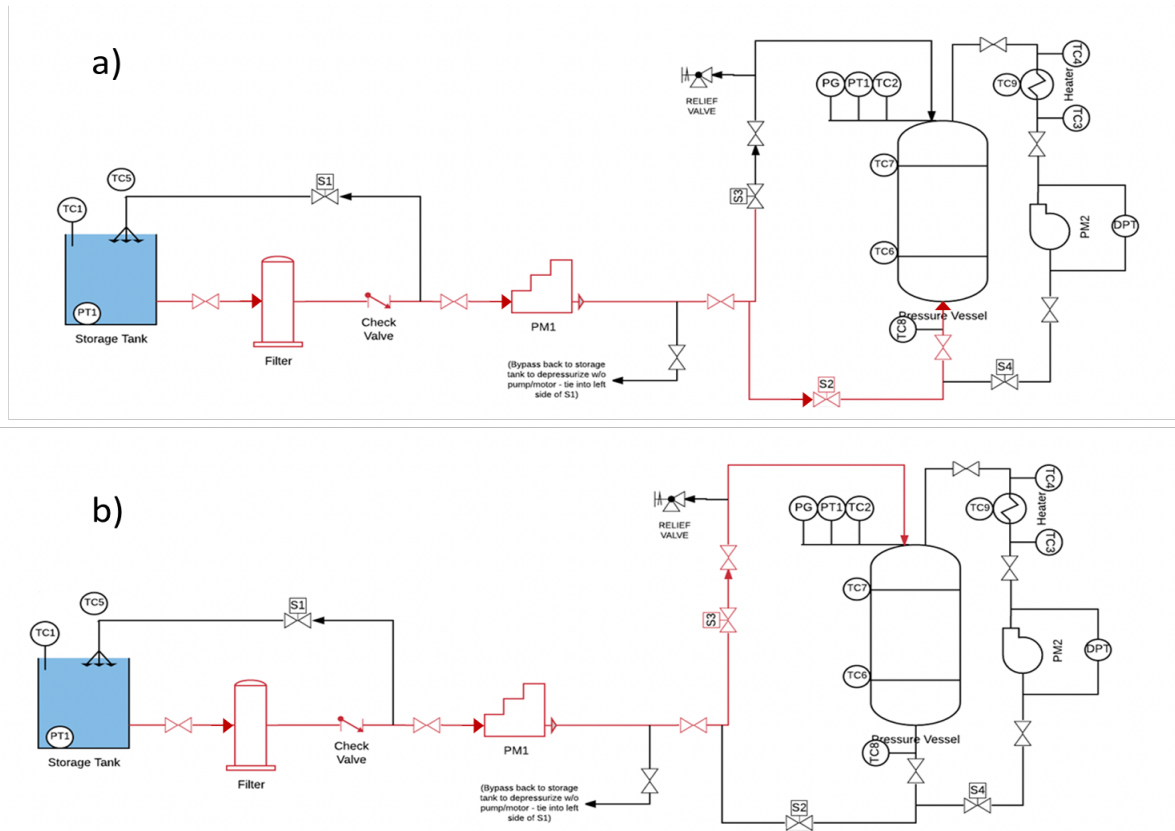 a)
TC4
Heater
TC9
PG
PT1
TC2
RELIEF
VALVE
TC3
TC7
TC5
S1
S3
TC1
PM2
DPT
TC6
PT1
Pressure Vessel
Storage Tank
Check
Valve
PM1
TC8
Filter
(Bypass back to storage
tank to depressurize w/o
pump/motor - tie into left
side of S1)
S2
S4
b)
TC4
Heater
TC9
PG
PT1
TC2
RELIEF
VALVE
TC3
TC7
TC5
S1
S3
TC1
PM2
DPT
TC6
PT1
Pressure Vessel
Storage Tank
Check
Valve
PM1
TC8
Filter
(Bypass back to storage
tank to depressurize w/o
pump/motor - tie into left
side of S1)
S2
S4